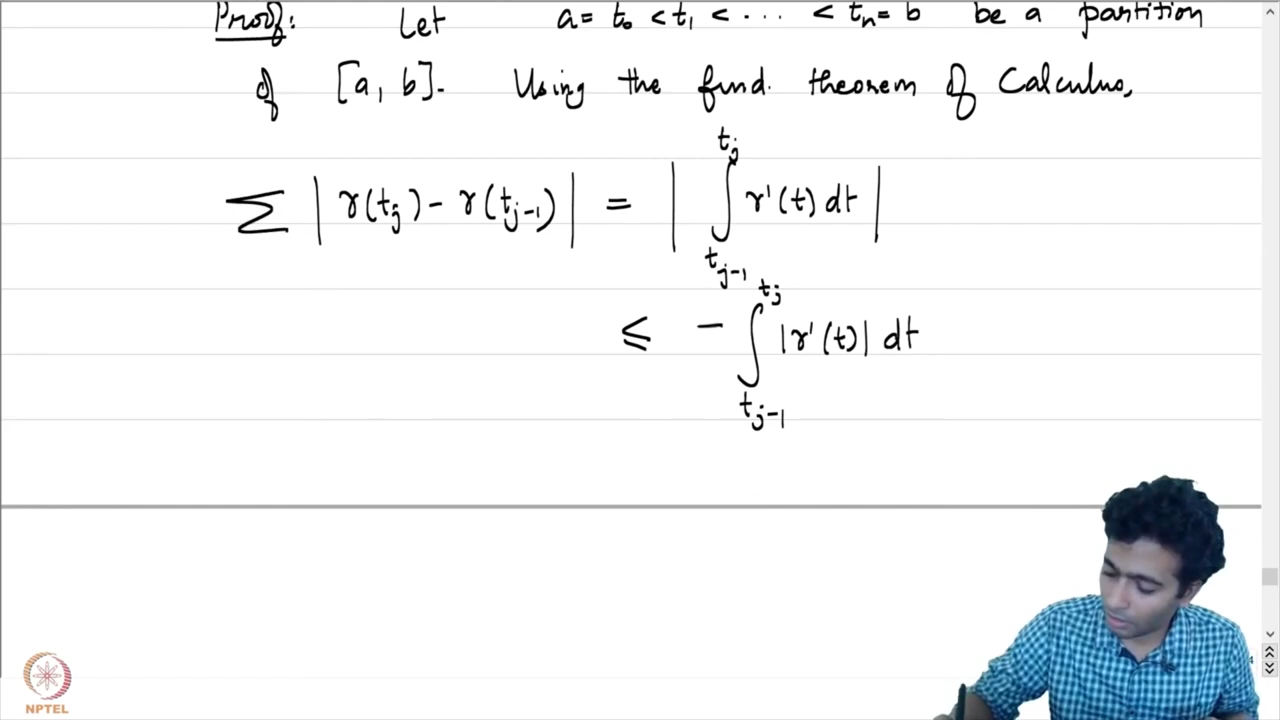 Proof: Let a = t₀ < t₁ < ... < tₙ = b be a partition
of [a, b]. Using the fund. theorem of Calculus,
∑ | γ(tⱼ) - γ(tⱼ₋₁) | = | ∫_{tⱼ₋₁}^{tⱼ} γ'(t) dt |
≤ - ∫_{tⱼ₋₁}^{tⱼ} |γ'(t)| dt
4
NPTEL